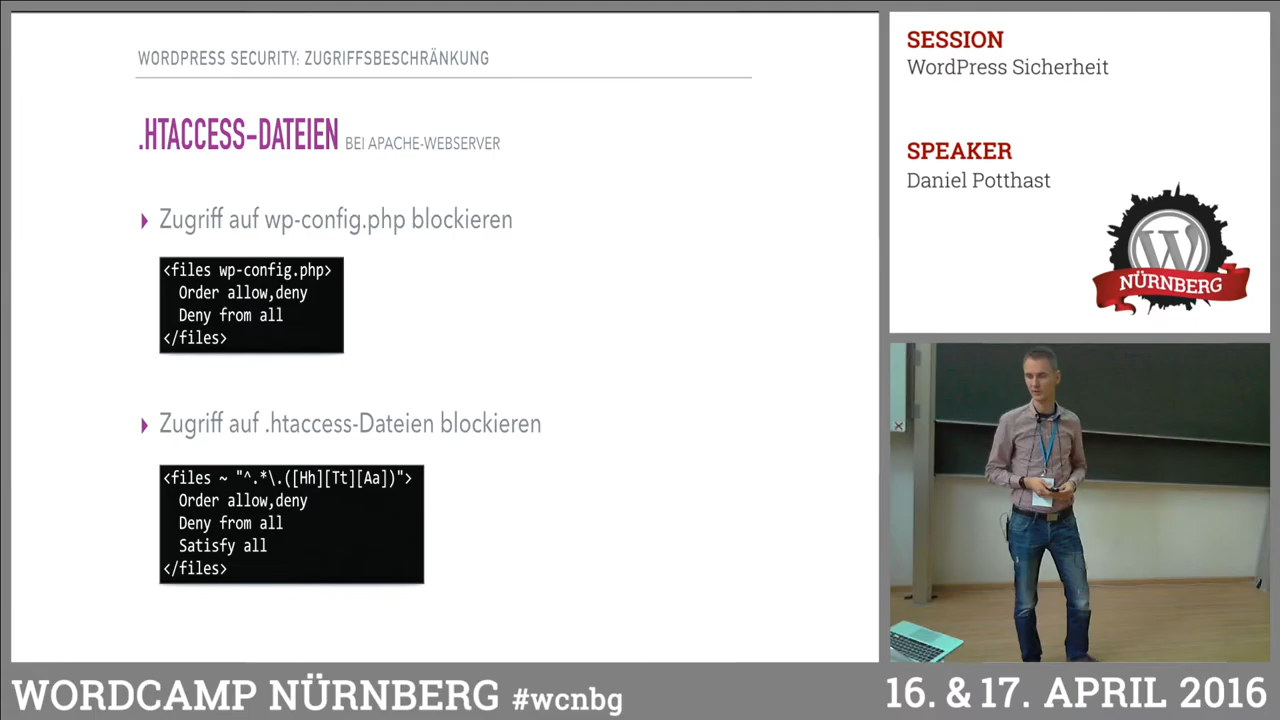 WORDPRESS SECURITY: ZUGRIFFSBESCHRÄNKUNG
.HTACCESS-DATEIEN BEI APACHE-WEBSERVER
Zugriff auf wp-config.php blockieren
<files wp-config.php>
Order allow,deny
Deny from all
</files>
Zugriff auf .htaccess-Dateien blockieren
<files ~ "^.*\.([Hh][Tt][Aa])">
Order allow,deny
Deny from all
Satisfy all
</files>
SESSION
WordPress Sicherheit
SPEAKER
Daniel Potthast
W
NÜRNBERG
WORDCAMP NÜRNBERG #wcnbg
16. & 17. APRIL 2016